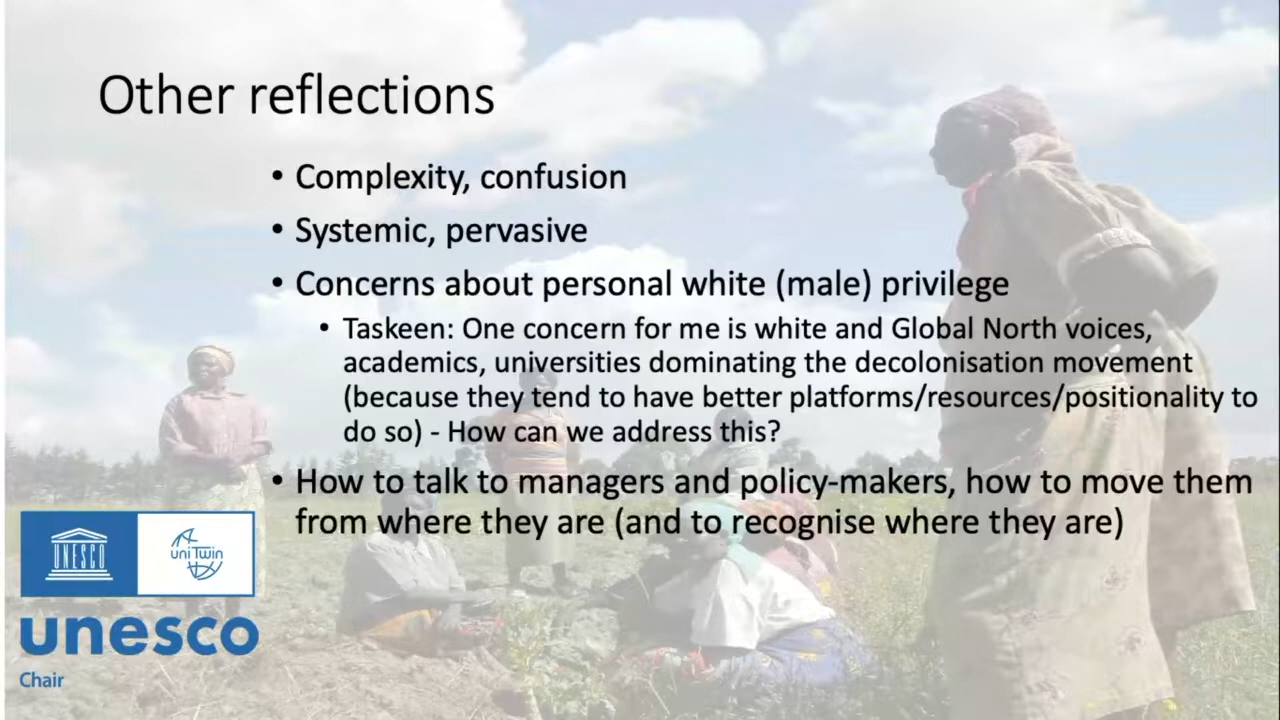 Other reflections
• Complexity, confusion
• Systemic, pervasive
• Concerns about personal white (male) privilege
• Taskeen: One concern for me is white and Global North voices,
academics, universities dominating the decolonisation movement
(because they tend to have better platforms/resources/positionality to
do so) - How can we address this?
• How to talk to managers and policy-makers, how to move them
from where they are (and to recognise where they are)
UNESCO
uniTwin
unesco
Chair